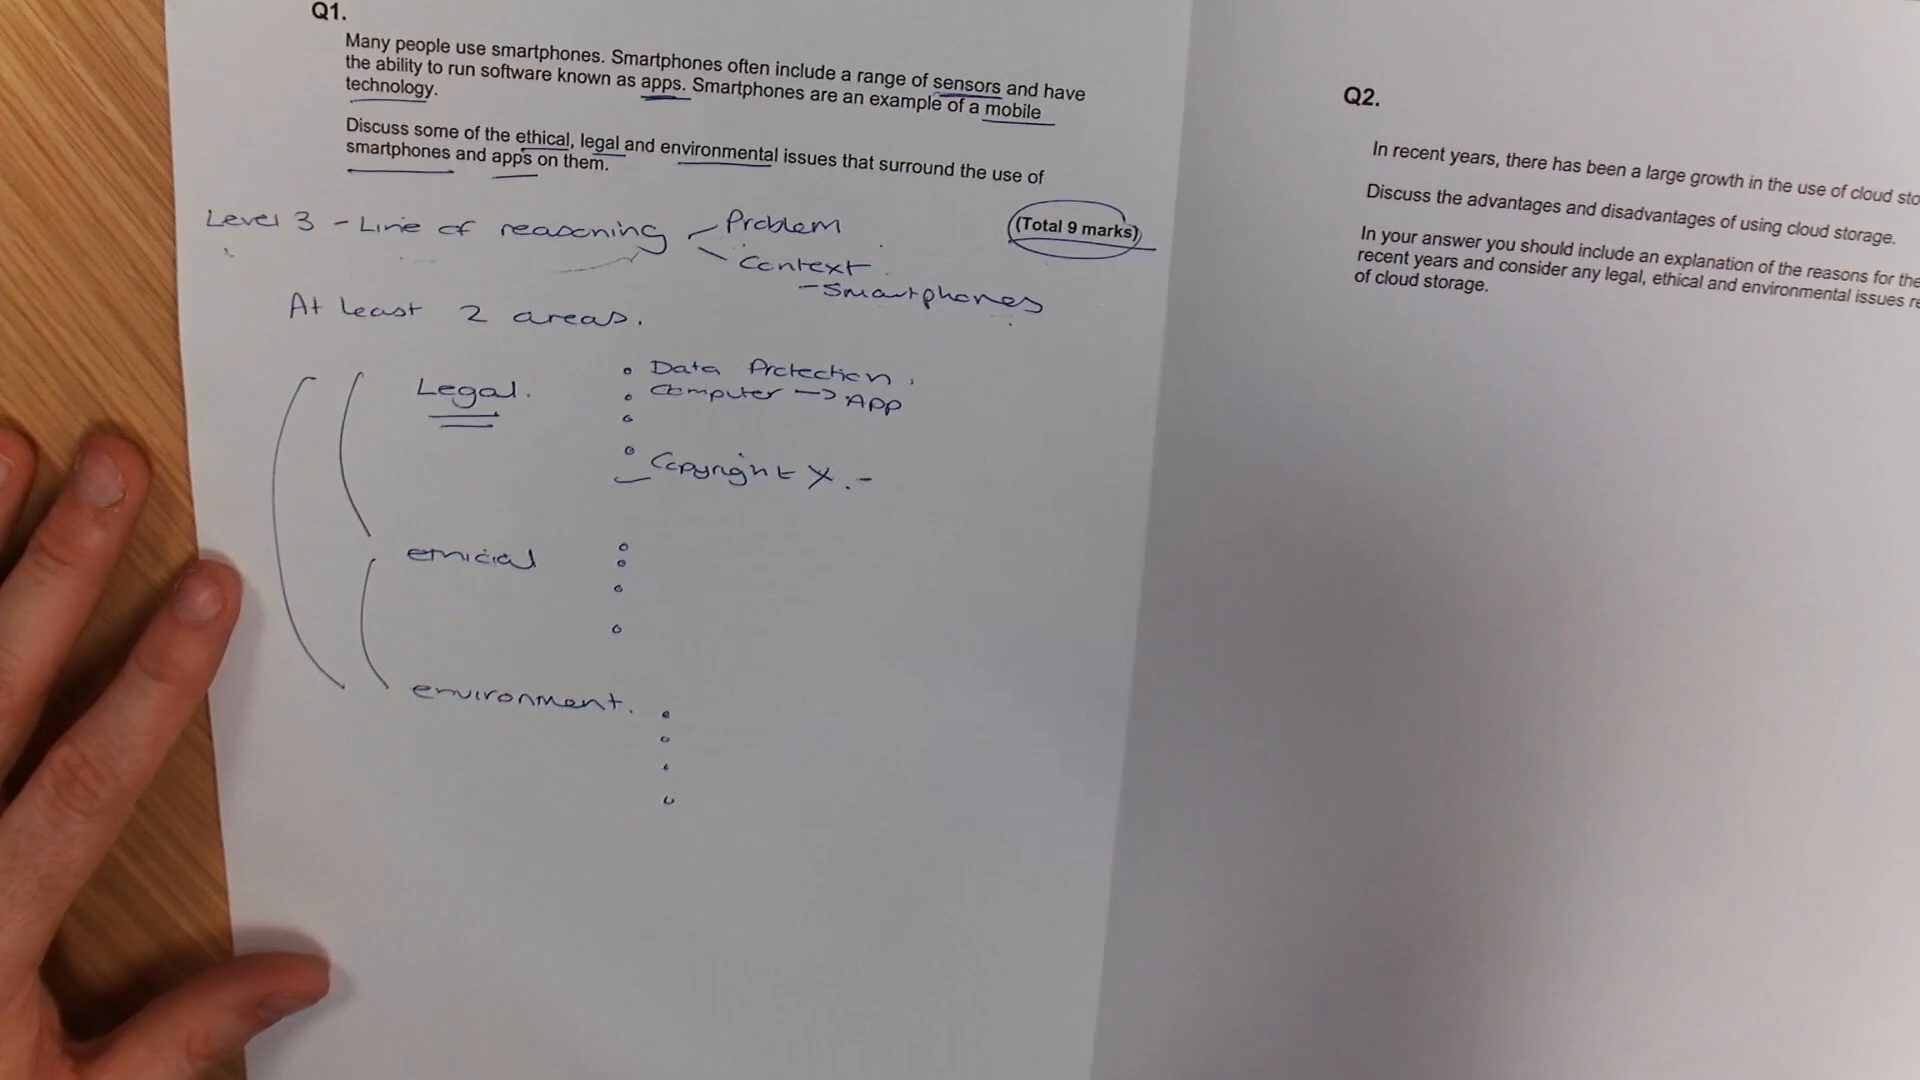 Q1.
Many people use smartphones. Smartphones often include a range of sensors and have
the ability to run software known as apps. Smartphones are an example of a mobile
technology.
Discuss some of the ethical, legal and environmental issues that surround the use of
smartphones and apps on them.
(Total 9 marks)
Level 3 - Line of reasoning - Problem
- Context
- Smartphones
At least 2 areas.
Legal.
Data Protection,
Computer -> App
Copyright X. -
ethicial
environment.
Q2.
In recent years, there has been a large growth in the use of cloud sto
Discuss the advantages and disadvantages of using cloud storage.
In your answer you should include an explanation of the reasons for the
recent years and consider any legal, ethical and environmental issues re
of cloud storage.